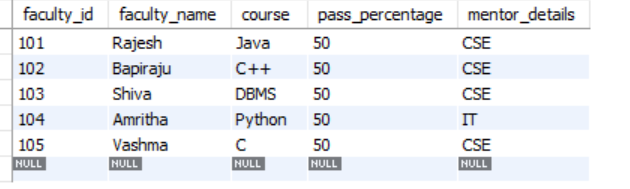 faculty_id faculty_name course pass_percentage mentor_details
101 Rajesh Java 50 CSE
102 Bapiraju C++ 50 CSE
103 Shiva DBMS 50 CSE
104 Amritha Python 50 IT
105 Vashma C 50 CSE
NULL NULL NULL NULL NULL